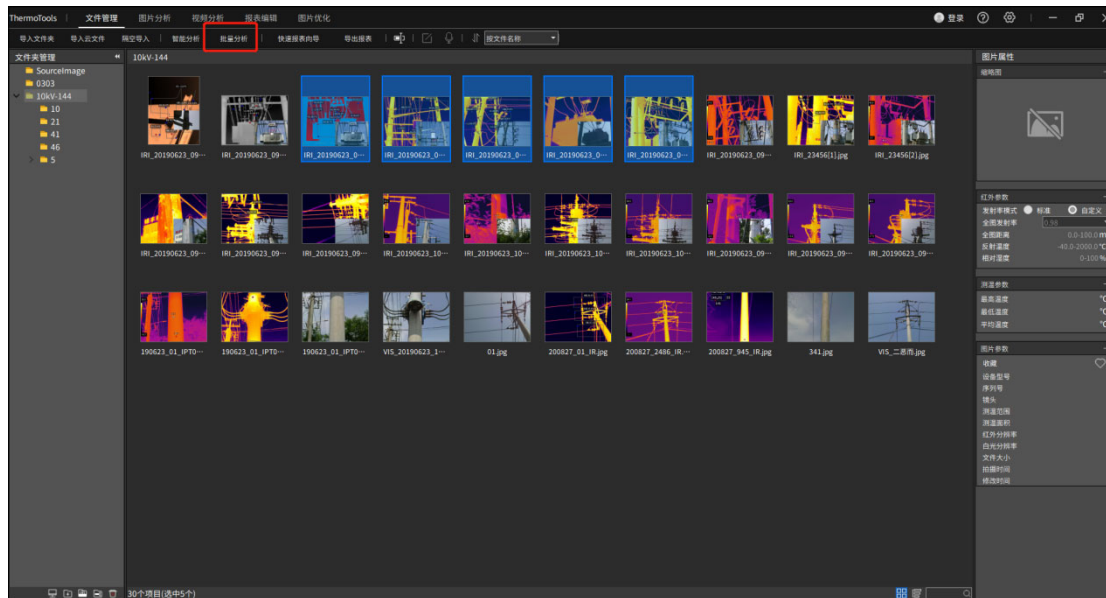 ThermoTools 文件管理 图片分析 视频分析 报表编辑 图片优化 登录
导入文件夹 导入云文件 隔空导入 智能分析 批量分析 快速报表向导 导出报表 按文件名称
文件夹管理 10kV-144 图片属性
SourceImage
0303
10kV-144
10
21
41
46
5
IRI_20190623_09··· IRI_20190623_09··· IRI_20190623_0··· IRI_20190623_0··· IRI_20190623_0··· IRI_20190623_0··· IRI_20190623_0··· IRI_20190623_09··· IRI_23456[1].jpg IRI_23456[2].jpg
IRI_20190623_09··· IRI_20190623_09··· IRI_20190623_09··· IRI_20190623_10··· IRI_20190623_10··· IRI_20190623_10··· IRI_20190623_10··· IRI_20190623_09··· IRI_20190623_09··· IRI_20190623_09···
190623_01_IPT0··· 190623_01_IPT0··· 190623_01_IPT0··· VIS_20190623_1··· 01.jpg 200827_01_IR.jpg 200827_2486_IR.··· 200827_945_IR.jpg 341.jpg VIS_二郎而.jpg
缩略图
红外参数
发射率模式 标准 自定义
全图发射率 0.98
全图距离 0.0-100.0 m
反射温度 -40.0-2000.0 °C
相对湿度 0-100 %
测温参数
最高温度 °C
最低温度 °C
平均温度 °C
图片参数
收藏
设备型号
序列号
镜头
测温范围
测温面积
红外分辨率
白光分辨率
文件大小
拍摄时间
修改时间
30个项目(选中5个)